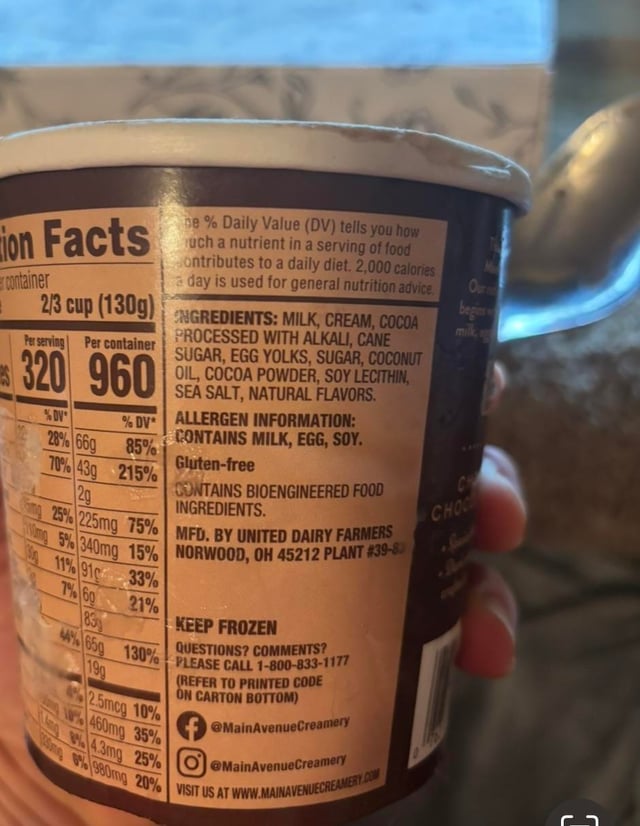 tion Facts
container
2/3 cup (130g)
Per serving Per container
320 960
% DV* % DV*
28% 66g 85%
70% 43g 215%
2g
25% 225mg 75%
5% 340mg 15%
11% 91g 33%
7% 6g 21%
83g
44% 65g 130%
19g
2.5mcg 10%
10% 460mg 35%
8% 4.3mg 25%
6% 980mg 20%
% Daily Value (DV) tells you how
much a nutrient in a serving of food
contributes to a daily diet. 2,000 calories
a day is used for general nutrition advice.
INGREDIENTS: MILK, CREAM, COCOA
PROCESSED WITH ALKALI, CANE
SUGAR, EGG YOLKS, SUGAR, COCONUT
OIL, COCOA POWDER, SOY LECITHIN,
SEA SALT, NATURAL FLAVORS.
ALLERGEN INFORMATION:
CONTAINS MILK, EGG, SOY.
Gluten-free
CONTAINS BIOENGINEERED FOOD
INGREDIENTS.
MFD. BY UNITED DAIRY FARMERS
NORWOOD, OH 45212 PLANT
KEEP FROZEN
QUESTIONS? COMMENTS?
PLEASE CALL 1-800-833-1177
(REFER TO PRINTED CODE
ON CARTON BOTTOM)
@MainAvenueCreamery
@MainAvenueCreamery
VISIT US AT WWW.MAINAVENUECREAMERY.COM